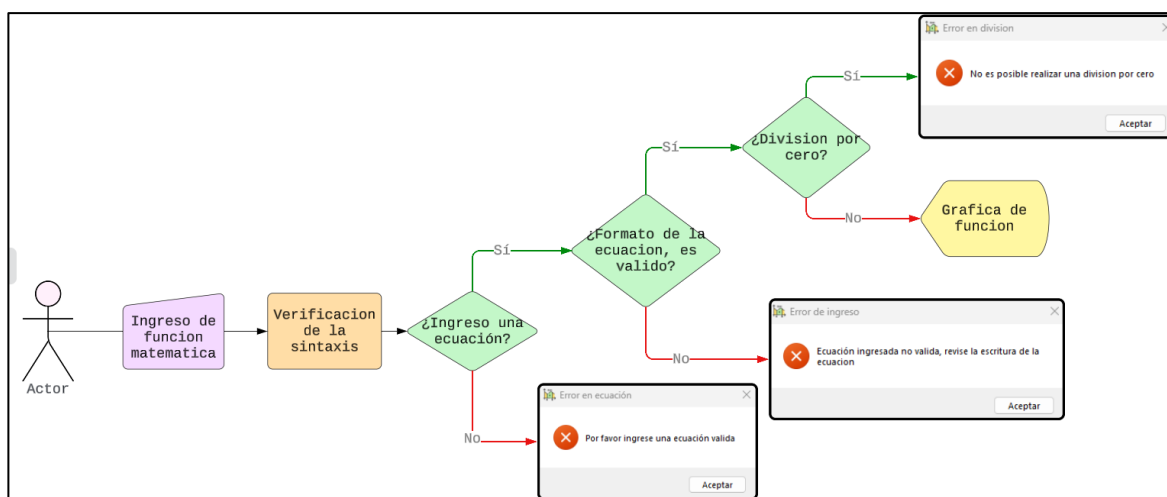 Actor
Ingreso de
funcion
matematica
Verificacion
de la
sintaxis
¿Ingreso una
ecuación?
Sí
No
Error en ecuación
Por favor ingrese una ecuación valida
Aceptar
¿Formato de la
ecuacion, es
valido?
Sí
No
Error de ingreso
Ecuación ingresada no valida, revise la escritura de la
ecuacion
Aceptar
¿Division por
cero?
Sí
No
Error en division
No es posible realizar una division por cero
Aceptar
Grafica de
funcion